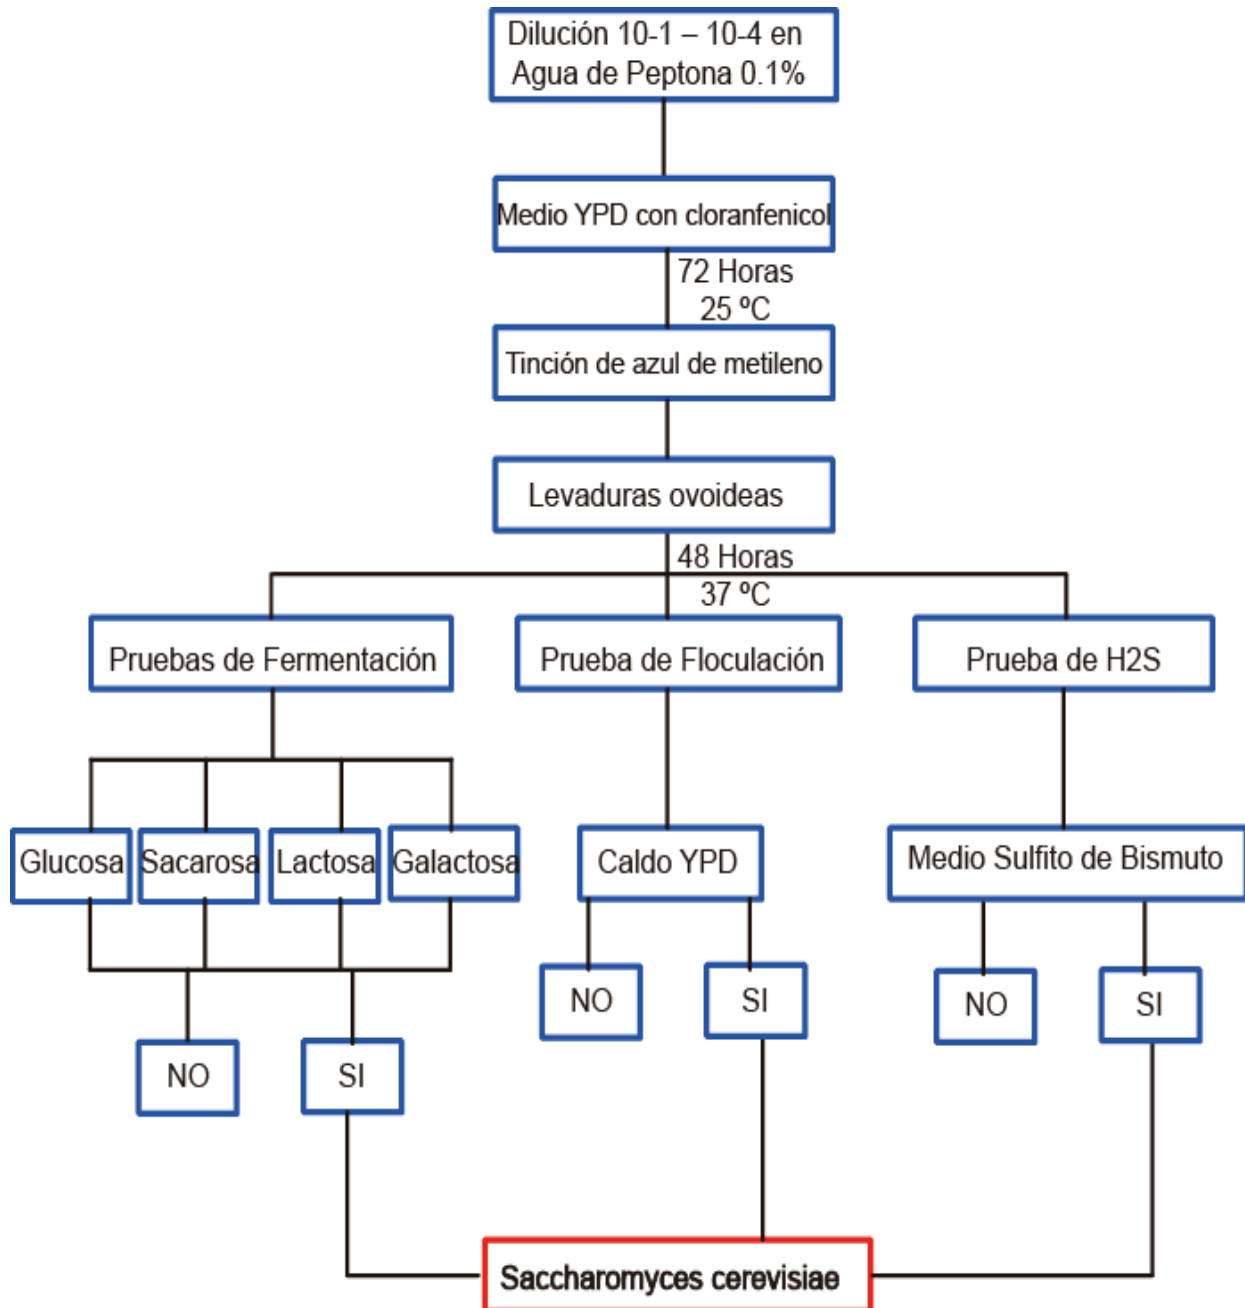 Dilución 10-1 – 10-4 en
Agua de Peptona 0.1%
Medio YPD con cloranfenicol
72 Horas
25 ºC
Tinción de azul de metileno
Levaduras ovoideas
48 Horas
37 ºC
Pruebas de Fermentación
Prueba de Floculación
Prueba de H2S
Glucosa
Sacarosa
Lactosa
Galactosa
Caldo YPD
Medio Sulfito de Bismuto
NO
SI
NO
SI
NO
SI
Saccharomyces cerevisiae